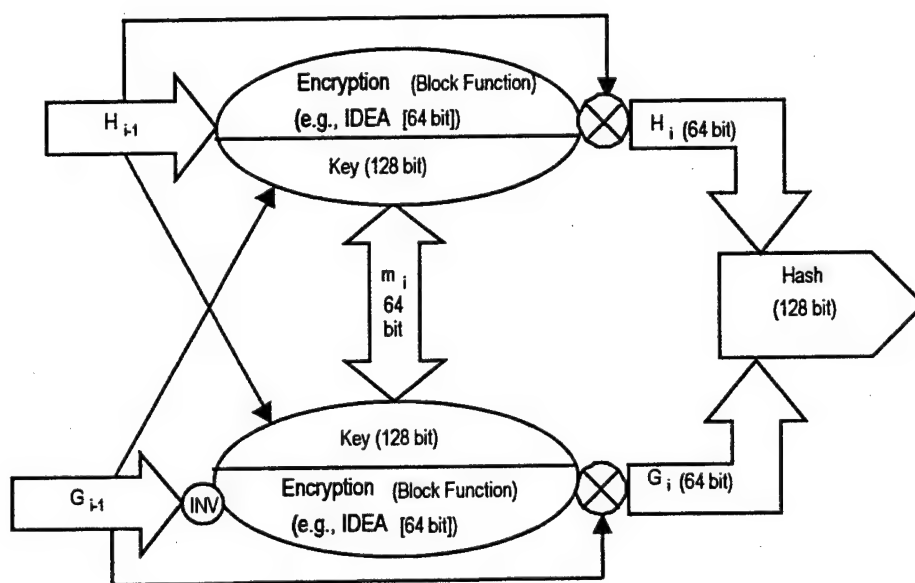 Encryption (Block Function)
(e.g., IDEA [64 bit])
H i-1
H i (64 bit)
Key (128 bit)
m i
64
bit
Hash
(128 bit)
Key (128 bit)
G i-1
INV
Encryption (Block Function)
(e.g., IDEA [64 bit])
G i (64 bit)